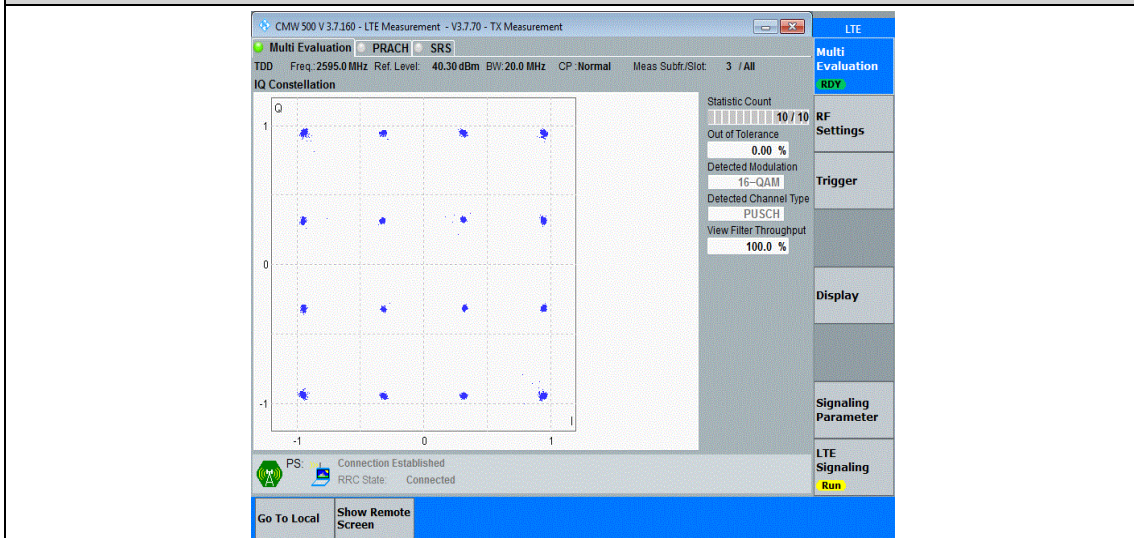 CMW 500 V 3.7.160 - LTE Measurement - V3.7.70 - TX Measurement
LTE
Multi Evaluation PRACH SRS
TDD Freq.: 2595.0 MHz Ref. Level: 40.30 dBm BW: 20.0 MHz CP : Normal Meas Subfr./Slot: 3 / All
IQ Constellation
Q
1
0
-1
-1 0 1
I
Statistic Count
10 / 10
Out of Tolerance
0.00 %
Detected Modulation
16-QAM
Detected Channel Type
PUSCH
View Filter Throughput
100.0 %
Multi
Evaluation
RDY
RF
Settings
Trigger
Display
Signaling
Parameter
LTE
Signaling
Run
PS: Connection Established
RRC State: Connected
Go To Local
Show Remote
Screen